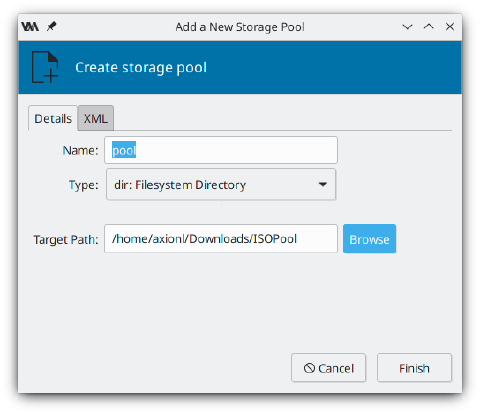 Add a New Storage Pool
Create storage pool
Details XML
Name: pool
Type: dir: Filesystem Directory
Target Path: /home/axionl/Downloads/ISOPool Browse
Cancel Finish